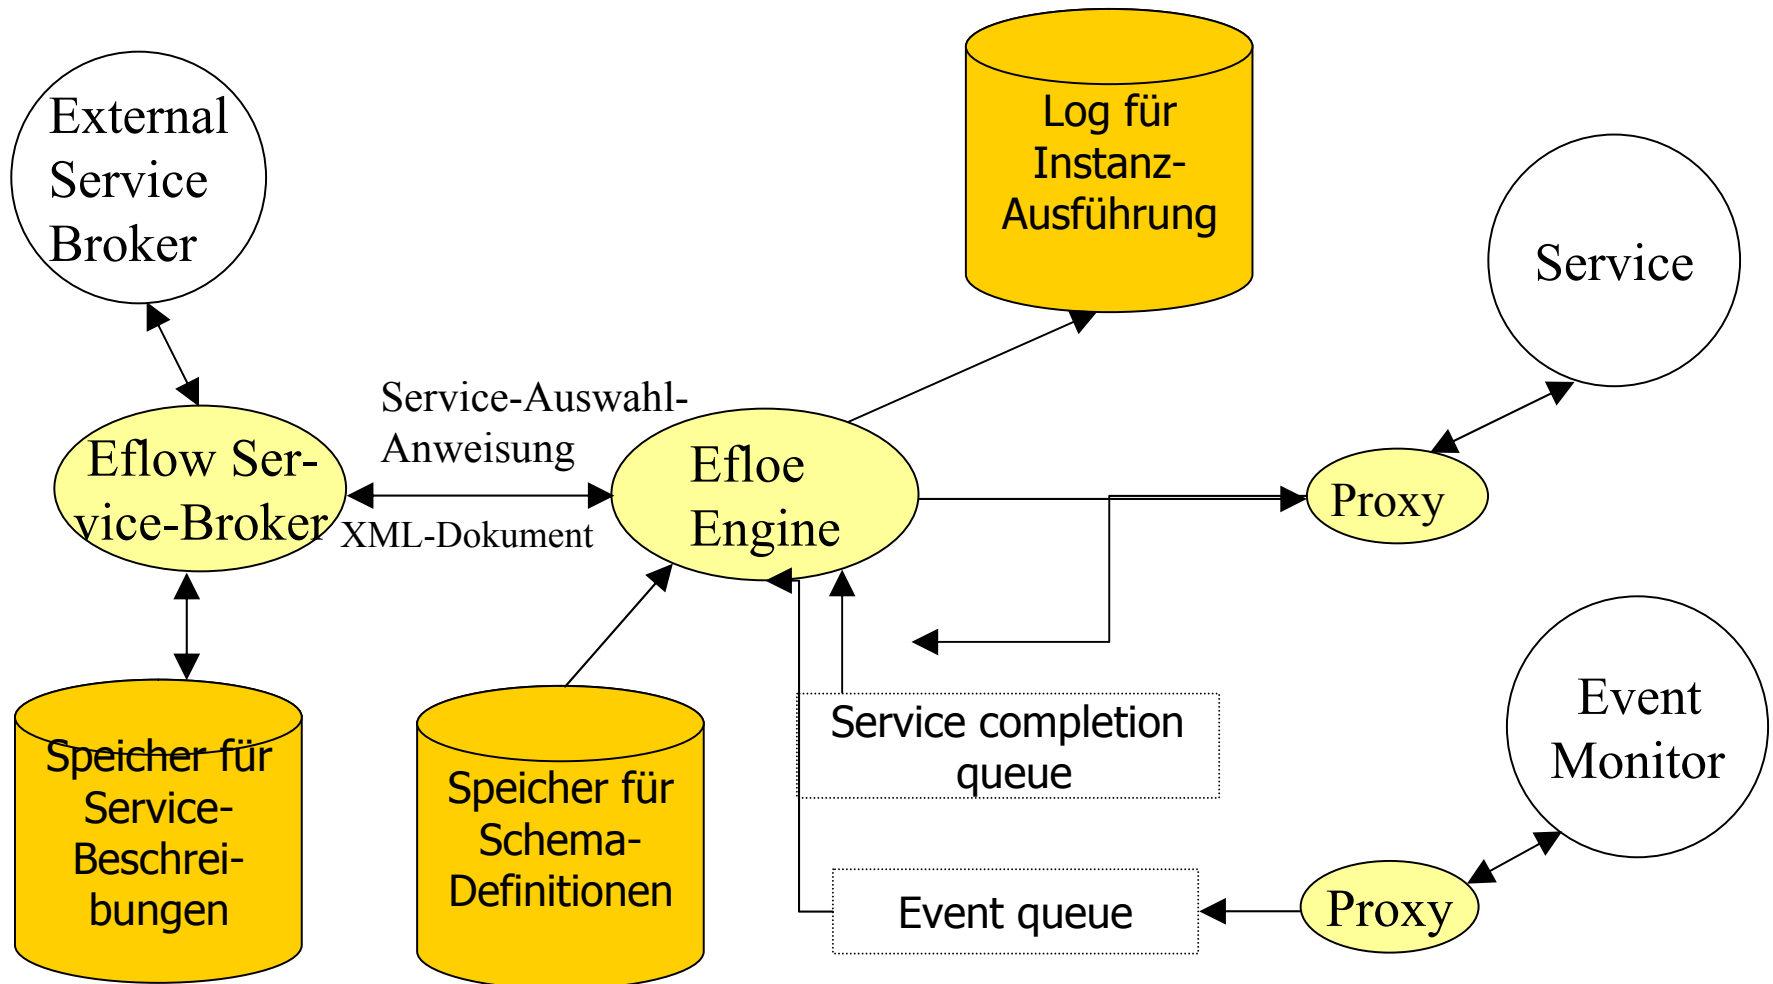 External
Service
Broker
Log für
Instanz-
Ausführung
Service
Service-Auswahl-
Anweisung
Eflow Ser-
vice-Broker
XML-Dokument
Efloe
Engine
Proxy
Speicher für
Service-
Beschrei-
bungen
Speicher für
Schema-
Definitionen
Service completion
queue
Event
Monitor
Event queue
Proxy